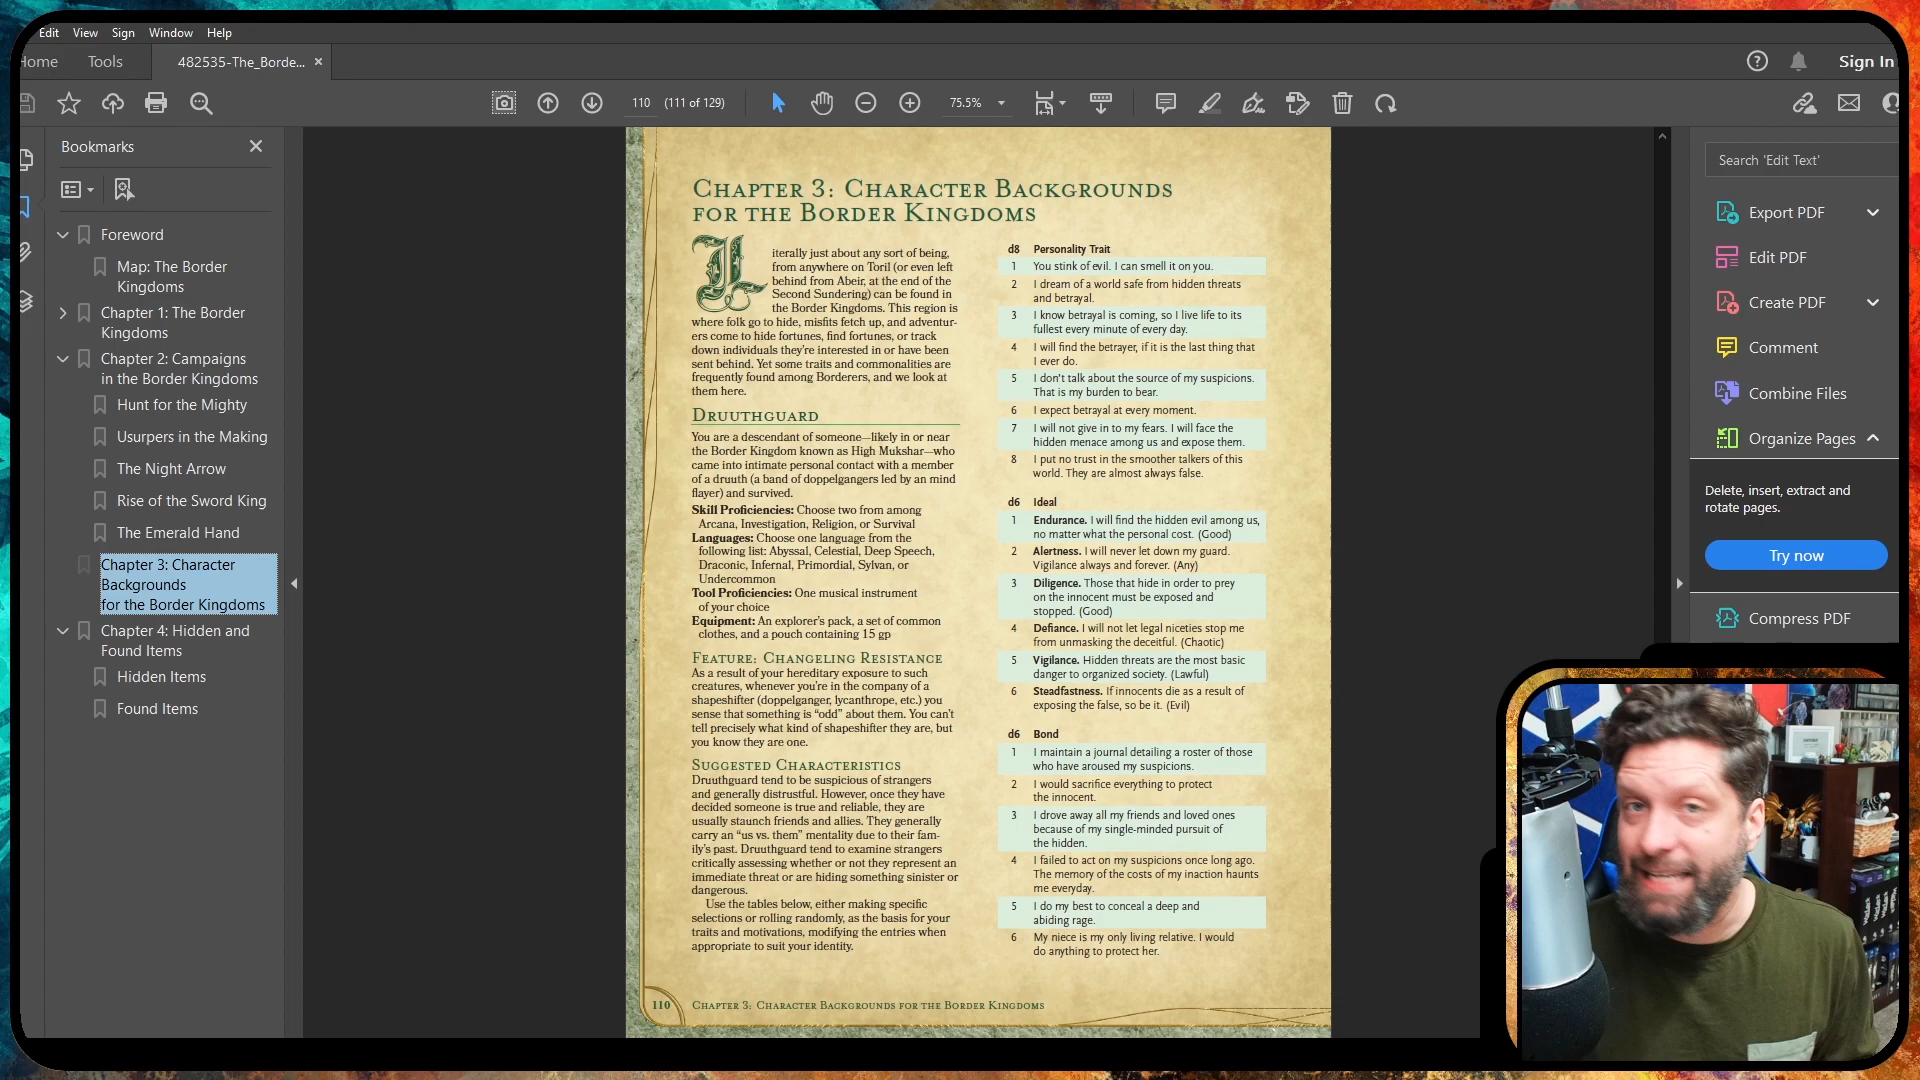 Edit View Sign Window Help
Home Tools 482535-The_Borde... ×
Sign In
110 (111 of 129) 75.5%
Bookmarks
Foreword
Map: The Border
Kingdoms
Chapter 1: The Border
Kingdoms
Chapter 2: Campaigns
in the Border Kingdoms
Hunt for the Mighty
Usurpers in the Making
The Night Arrow
Rise of the Sword King
The Emerald Hand
Chapter 3: Character
Backgrounds
for the Border Kingdoms
Chapter 4: Hidden and
Found Items
Hidden Items
Found Items
Chapter 3: Character Backgrounds
for the Border Kingdoms
Literally just about any sort of being,
from anywhere on Toril (or even left
behind from Abeir, at the end of the
Second Sundering) can be found in
the Border Kingdoms. This region is
where folk go to hide, misfits fetch up, and adventur-
ers come to hide fortunes, find fortunes, or track
down individuals they're interested in or have been
sent behind. Yet some traits and commonalities are
frequently found among Borderers, and we look at
them here.
Druuthguard
You are a descendant of someone—likely in or near
the Border Kingdom known as High Mukshar—who
came into intimate personal contact with a member
of a druuth (a band of doppelgangers led by an mind
flayer) and survived.
Skill Proficiencies: Choose two from among
Arcana, Investigation, Religion, or Survival
Languages: Choose one language from the
following list: Abyssal, Celestial, Deep Speech,
Draconic, Infernal, Primordial, Sylvan, or
Undercommon
Tool Proficiencies: One musical instrument
of your choice
Equipment: An explorer's pack, a set of common
clothes, and a pouch containing 15 gp
Feature: Changeling Resistance
As a result of your hereditary exposure to such
creatures, whenever you're in the company of a
shapeshifter (doppelganger, lycanthrope, etc.) you
sense that something is "odd" about them. You can't
tell precisely what kind of shapeshifter they are, but
you know they are one.
Suggested Characteristics
Druuthguard tend to be suspicious of strangers
and generally distrustful. However, once they have
decided someone is true and reliable, they are
usually staunch friends and allies. They generally
carry an "us vs. them" mentality due to their fam-
ily's past. Druuthguard tend to examine strangers
critically assessing whether or not they represent an
immediate threat or are hiding something sinister or
dangerous.
Use the tables below, either making specific
selections or rolling randomly, as the basis for your
traits and motivations, modifying the entries when
appropriate to suit your identity.
d8 Personality Trait
1 You stink of evil. I can smell it on you.
2 I dream of a world safe from hidden threats
and betrayal.
3 I know betrayal is coming, so I live life to its
fullest every minute of every day.
4 I will find the betrayer, if it is the last thing that
I ever do.
5 I don't talk about the source of my suspicions.
That is my burden to bear.
6 I expect betrayal at every moment.
7 I will not give in to my fears. I will face the
hidden menace among us and expose them.
8 I put no trust in the smoother talkers of this
world. They are almost always false.
d6 Ideal
1 Endurance. I will find the hidden evil among us,
no matter what the personal cost. (Good)
2 Alertness. I will never let down my guard.
Vigilance always and forever. (Any)
3 Diligence. Those that hide in order to prey
on the innocent must be exposed and
stopped. (Good)
4 Defiance. I will not let legal niceties stop me
from unmasking the deceitful. (Chaotic)
5 Vigilance. Hidden threats are the most basic
danger to organized society. (Lawful)
6 Steadfastness. If innocents die as a result of
exposing the false, so be it. (Evil)
d6 Bond
1 I maintain a journal detailing a roster of those
who have aroused my suspicions.
2 I would sacrifice everything to protect
the innocent.
3 I drove away all my friends and loved ones
because of my single-minded pursuit of
the hidden.
4 I failed to act on my suspicions once long ago.
The memory of the costs of my inaction haunts
me everyday.
5 I do my best to conceal a deep and
abiding rage.
6 My niece is my only living relative. I would
do anything to protect her.
110 Chapter 3: Character Backgrounds for the Border Kingdoms
Search 'Edit Text'
Export PDF
Edit PDF
Create PDF
Comment
Combine Files
Organize Pages
Delete, insert, extract and
rotate pages.
Try now
Compress PDF